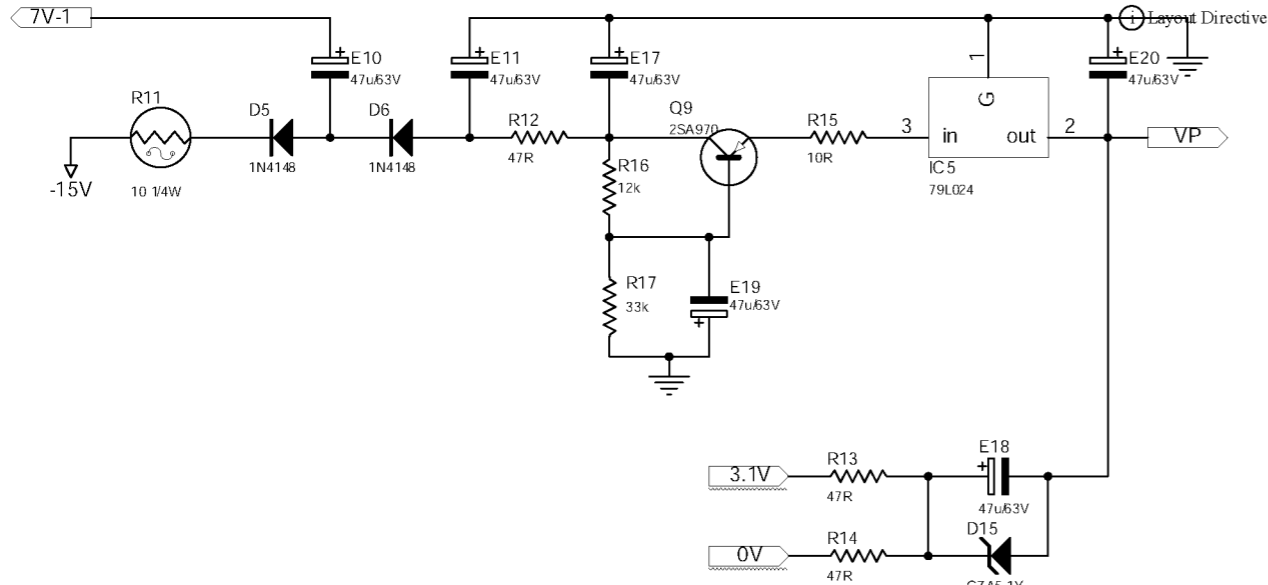 7V-1
i Layout Directive
E10
47u/63V
E11
47u/63V
E17
47u/63V
1
E20
47u/63V
R11
D5
D6
R12
Q9
2SA970
R15
3
G
in
out
2
VP
1N4148
1N4148
47R
10R
IC5
79L024
-15V
10 1/4W
R16
12k
R17
33k
E19
47u/63V
+
E18
3.1V
R13
47R
47u/63V
D15
0V
R14
47R